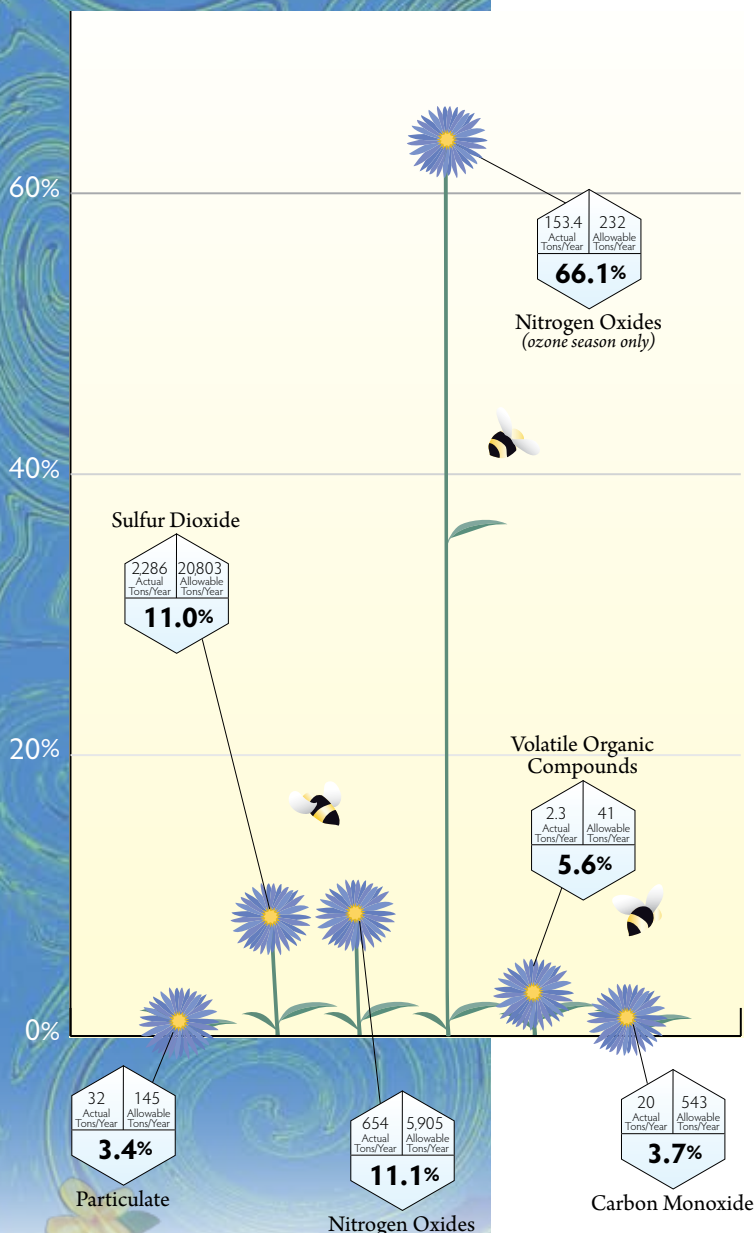 60%
153.4 232
Actual Allowable
Tons/Year Tons/Year
66.1%
Nitrogen Oxides
(ozone season only)
40%
Sulfur Dioxide
2,286 20,803
Actual Allowable
Tons/Year Tons/Year
11.0%
20%
Volatile Organic
Compounds
2.3 41
Actual Allowable
Tons/Year Tons/Year
5.6%
0%
32 145
Actual Allowable
Tons/Year Tons/Year
3.4%
Particulate
654 5,905
Actual Allowable
Tons/Year Tons/Year
11.1%
Nitrogen Oxides
20 543
Actual Allowable
Tons/Year Tons/Year
3.7%
Carbon Monoxide